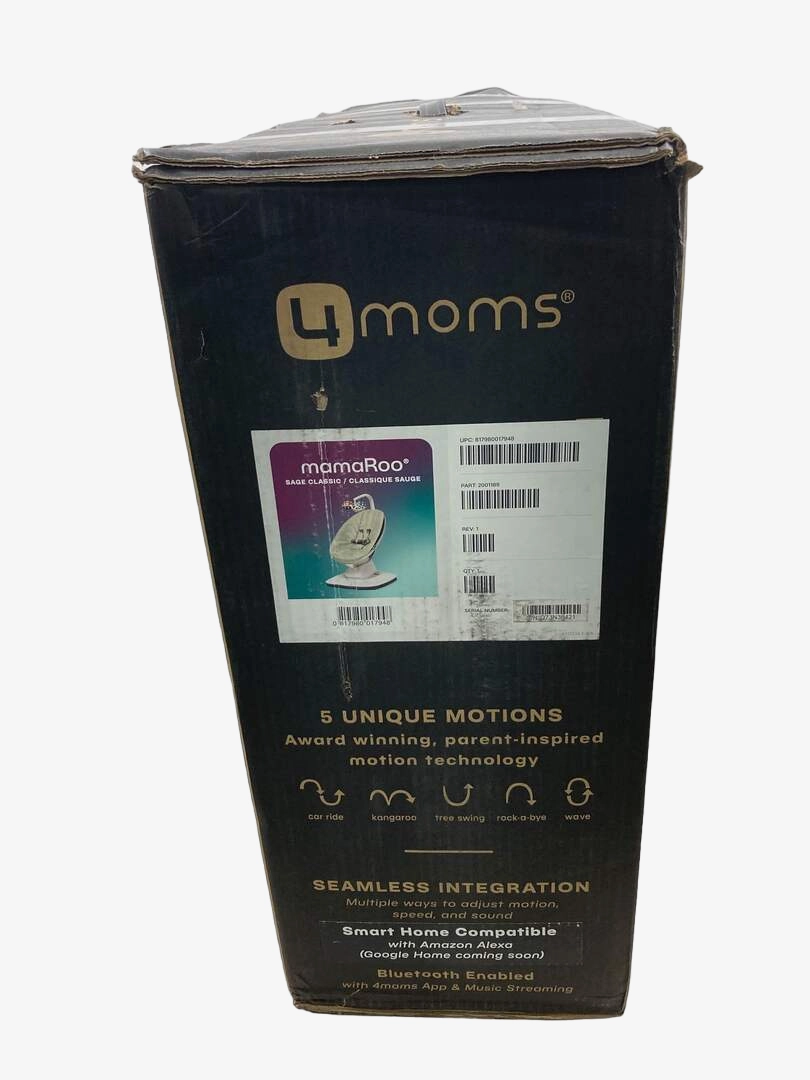 4moms®
mamaRoo®
SAGE CLASSIC / CLASSIQUE SAUGE
0 817980 017948
UPC: 817980017948
PART: 2001165
REV: 1
QTY: 1
SERIAL NUMBER:
5 UNIQUE MOTIONS
Award winning, parent-inspired
motion technology
car ride kangaroo tree swing rock-a-bye wave
SEAMLESS INTEGRATION
Multiple ways to adjust motion,
speed, and sound
Smart Home Compatible
with Amazon Alexa
(Google Home coming soon)
Bluetooth Enabled
with 4moms App & Music Streaming